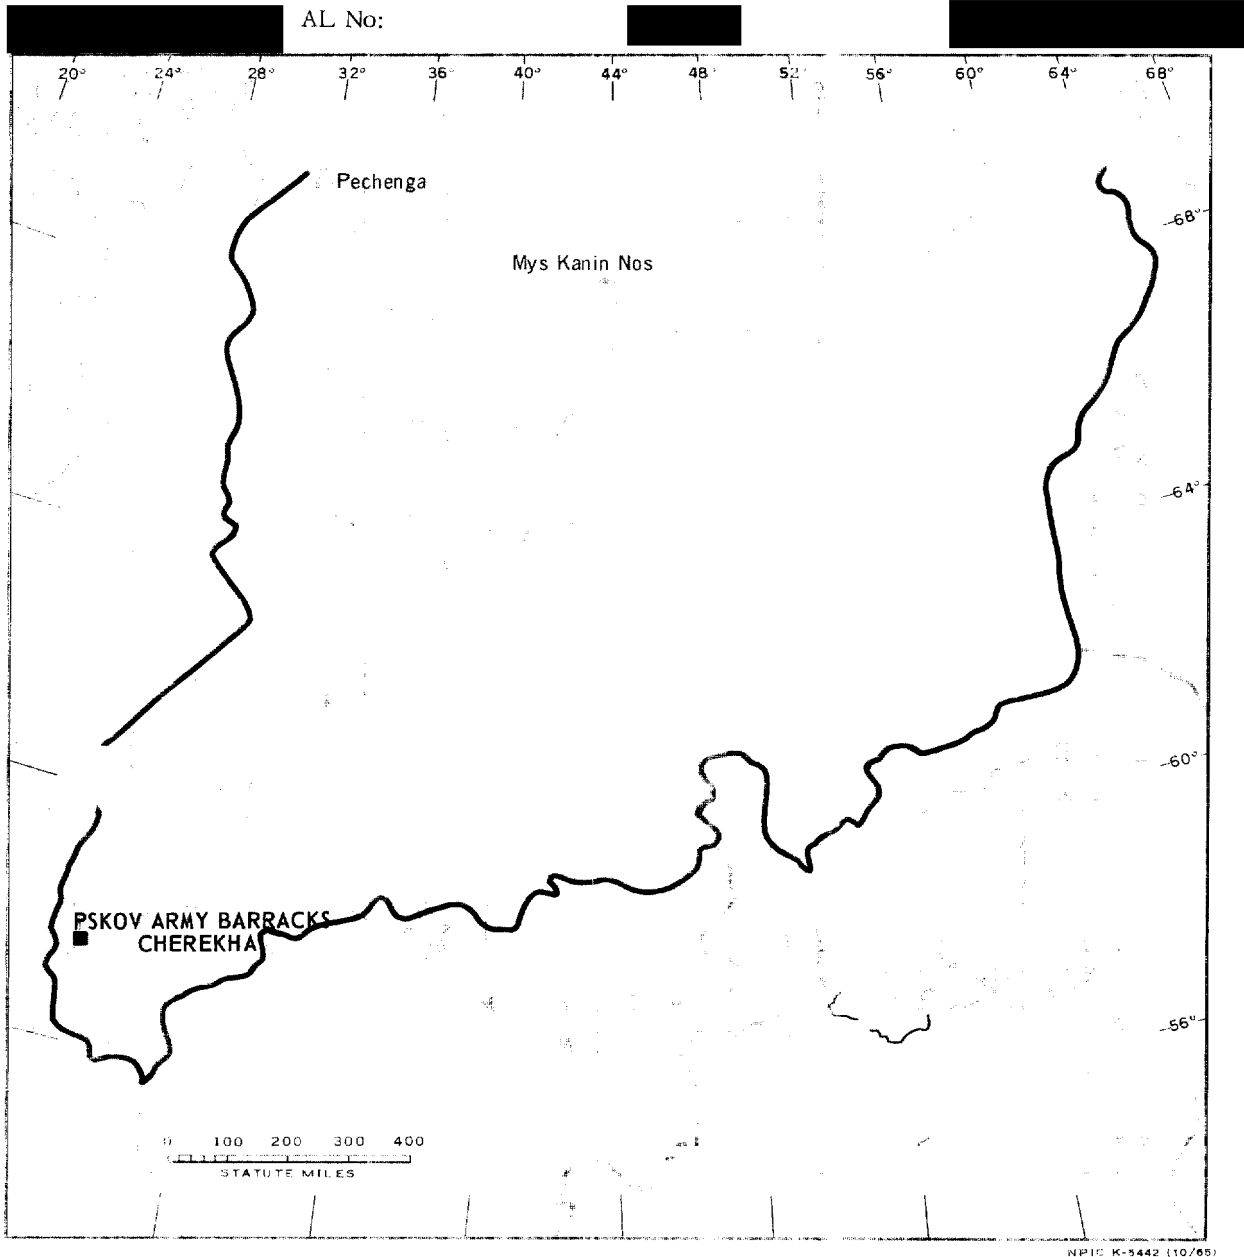 AL No:
20° 24° 28° 32° 36° 40° 44° 48° 52° 56° 60° 64° 68°
Pechenga
68°
Mys Kanin Nos
64°
60°
PSKOV ARMY BARRACKS
CHEREKHA
56°
0 100 200 300 400
STATUTE MILES
NPIC K-5442 (10/65)